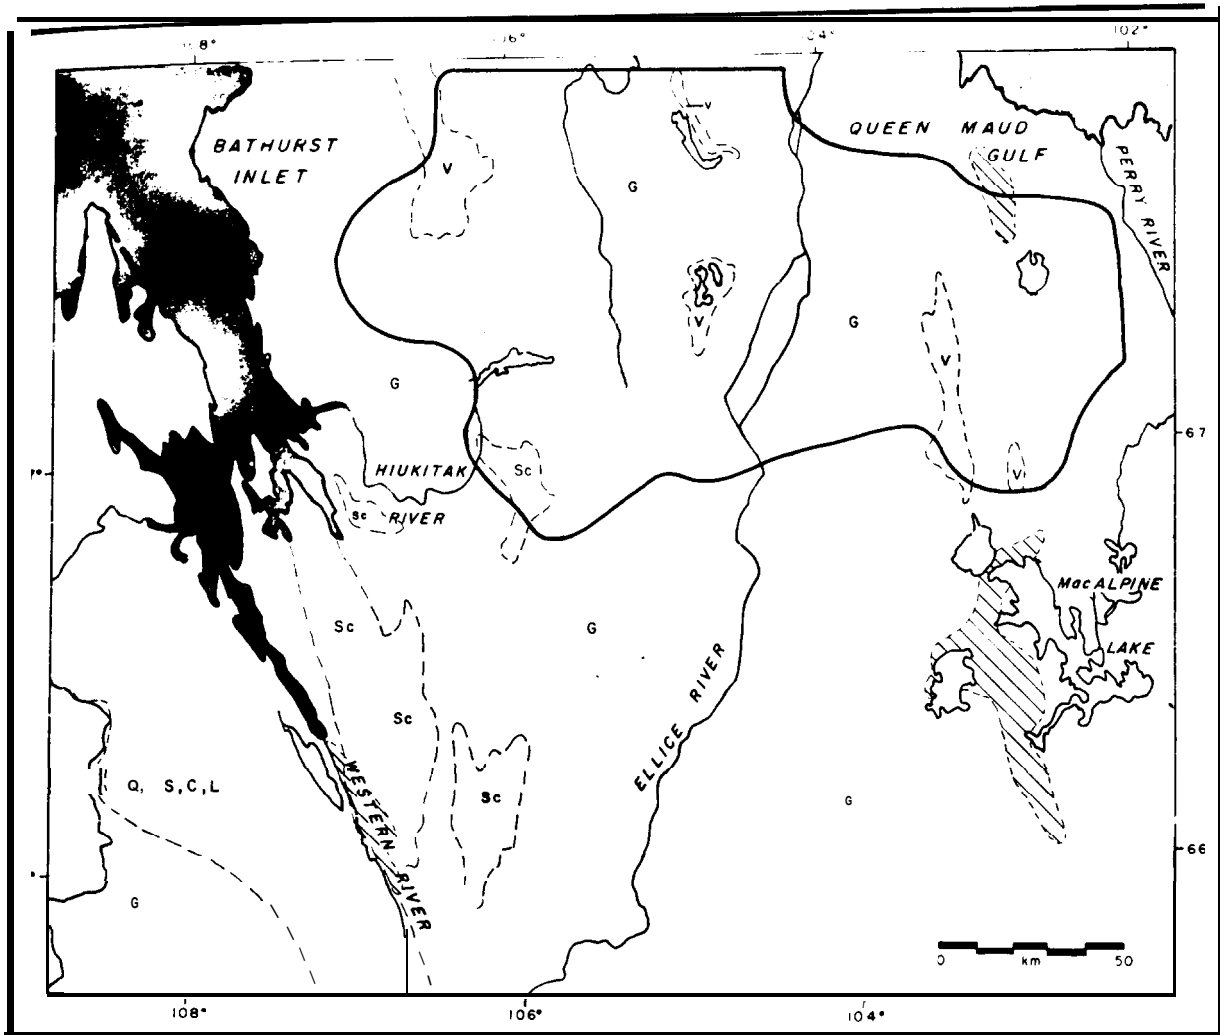 108°
106°
104°
102°
BATHURST
INLET
V
V
G
QUEEN MAUD
GULF
PERRY RIVER
V
G
V
G
67
HIUKITAK
RIVER
Sc
Sc
V
MacALPINE
LAKE
Sc
G
Sc
ELLICE RIVER
Q, S,C,L
WESTERN RIVER
Sc
G
66
G
0 km 50
108°
106°
104°